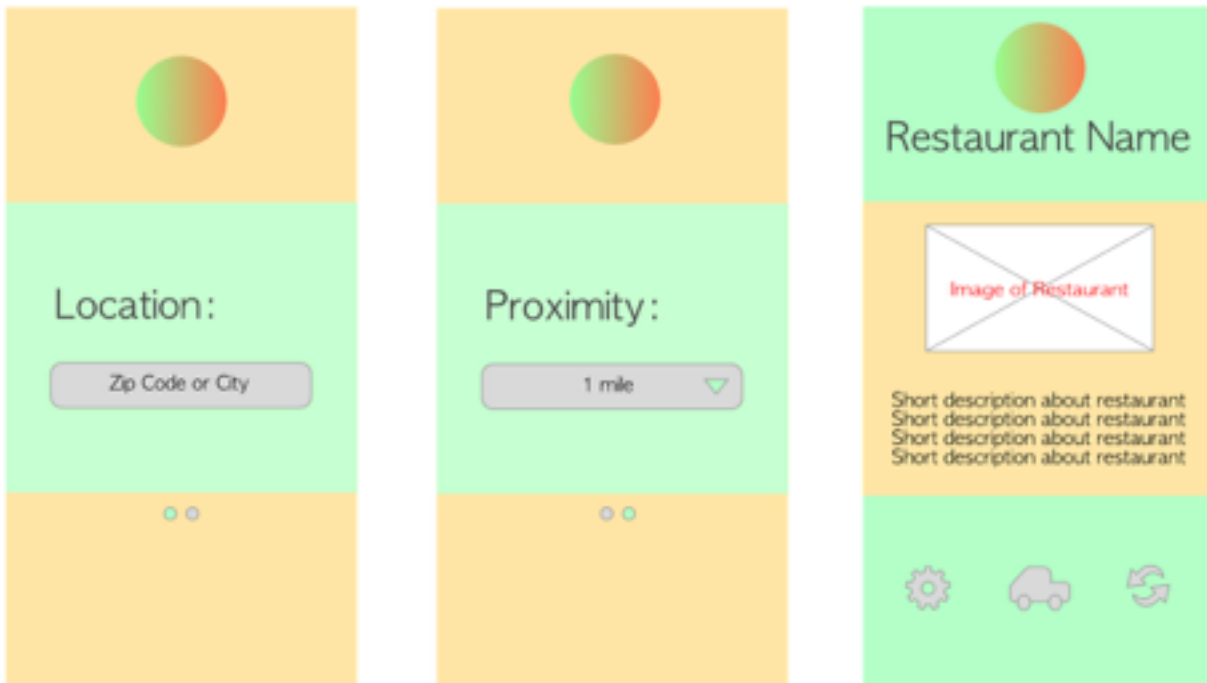 Location:
Zip Code or City
Proximity:
1 mile
Restaurant Name
Image of Restaurant
Short description about restaurant
Short description about restaurant
Short description about restaurant
Short description about restaurant